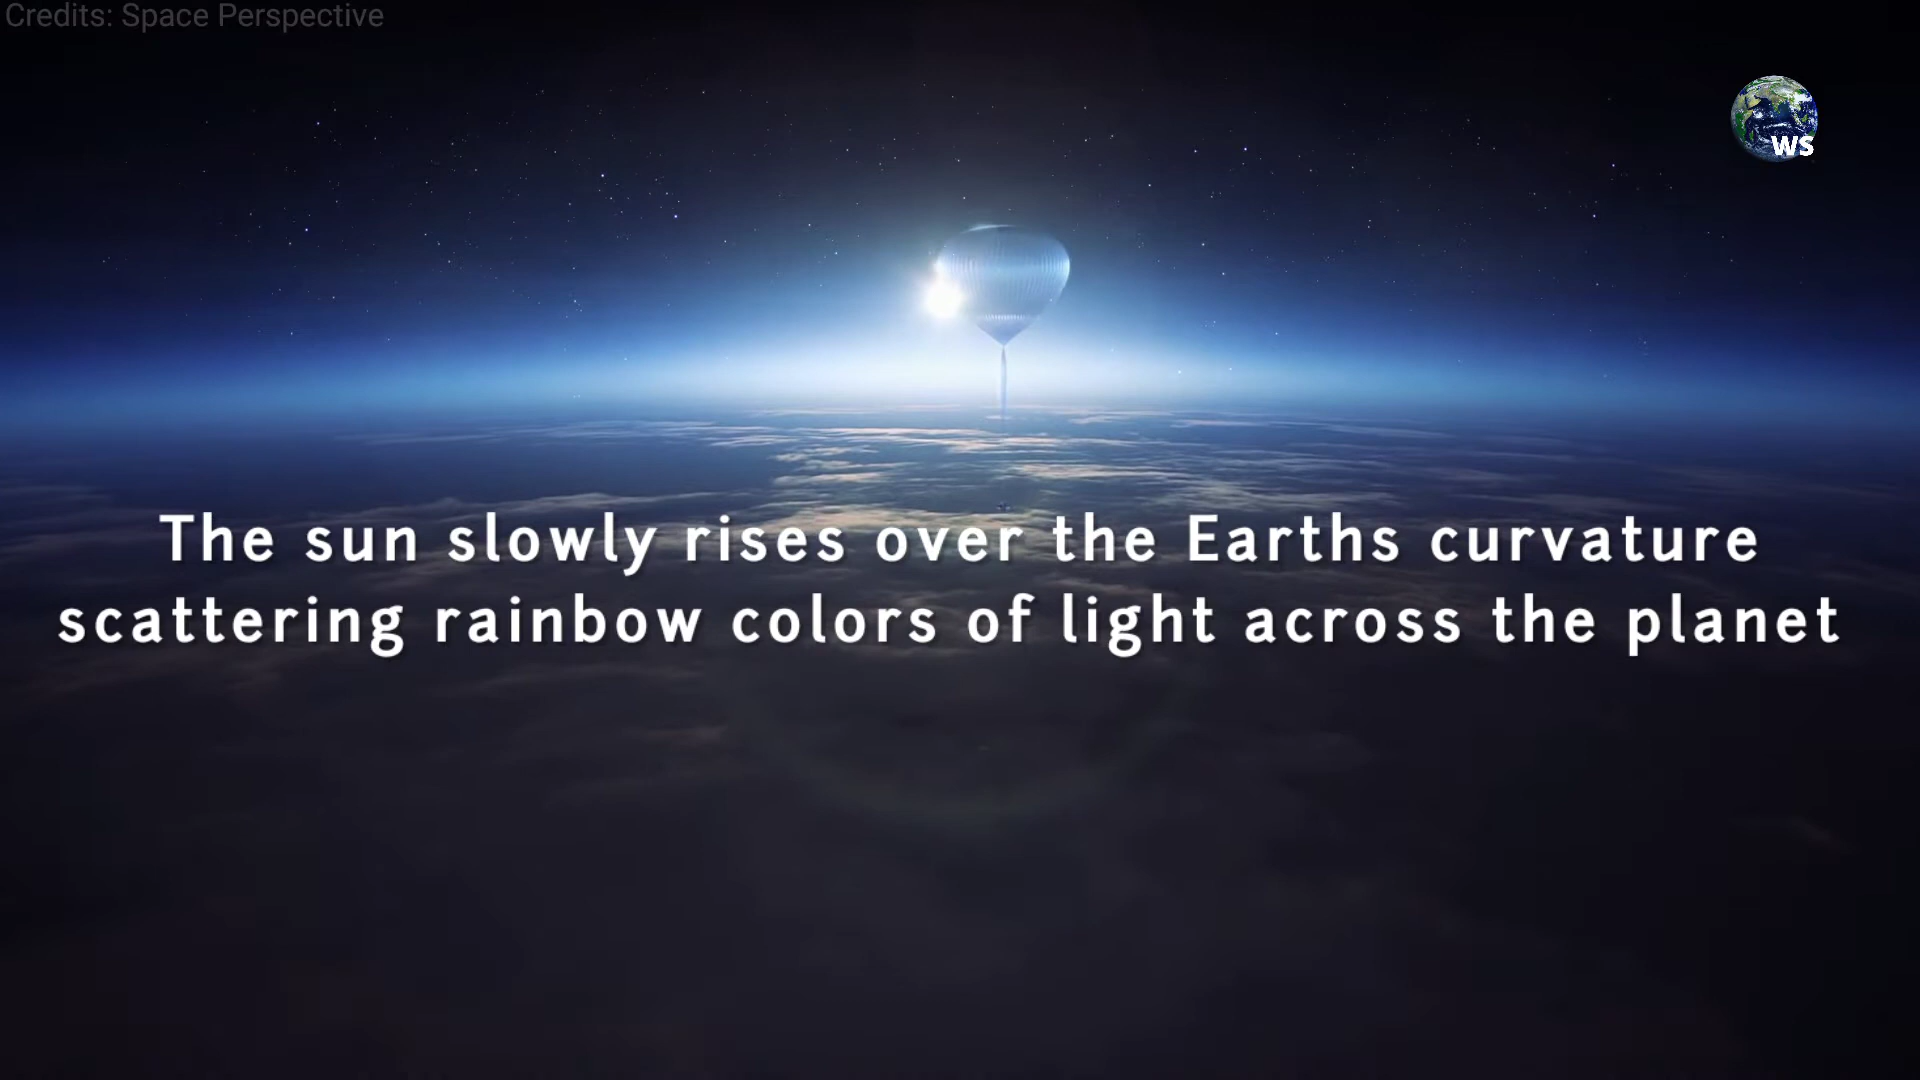 Credits: Space Perspective
WS
The sun slowly rises over the Earths curvature
scattering rainbow colors of light across the planet